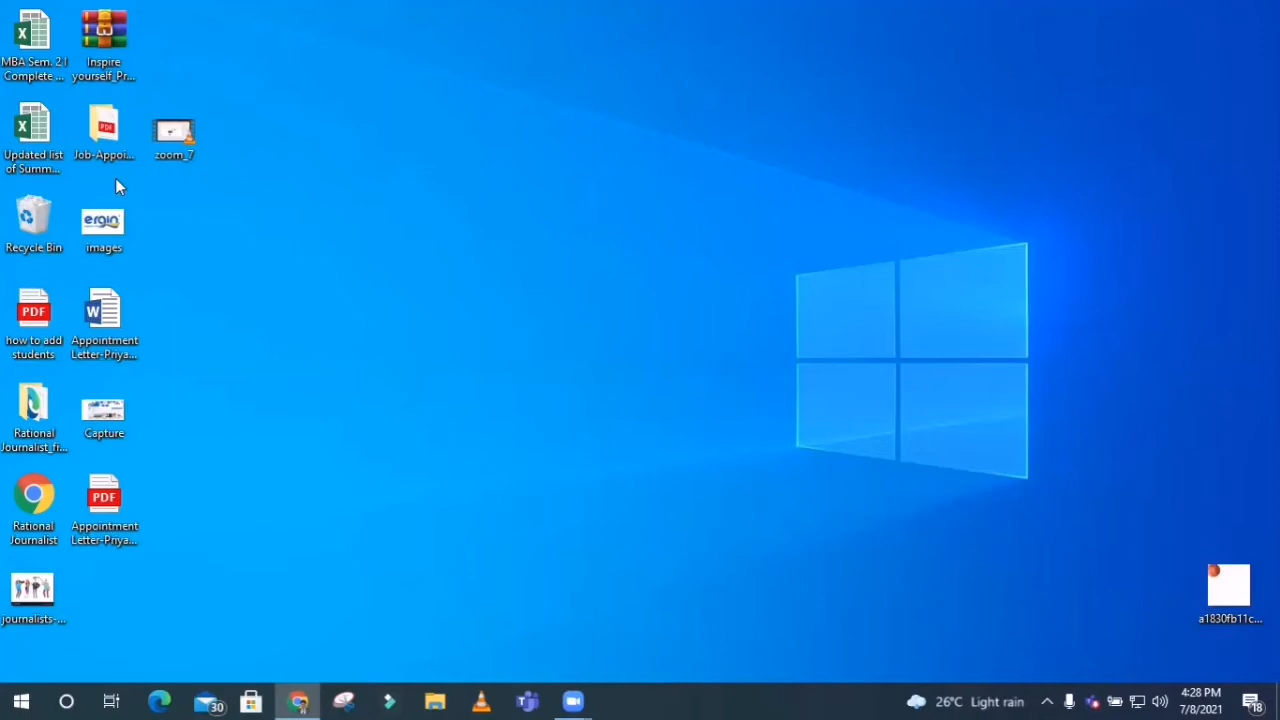 MBA Sem. 2 I
Complete ...
Inspire
yourself_Pr...
Updated list
of Summ...
PDF
Job-Appoi...
zoom_7
Recycle Bin
ergin
images
PDF
how to add
students
W
Appointment
Letter-Priya...
Rational
Journalist_fi...
Capture
Rational
Journalist
PDF
Appointment
Letter-Priya...
journalists-...
a1830fb11c...
30
26°C Light rain
4:28 PM
7/8/2021
18